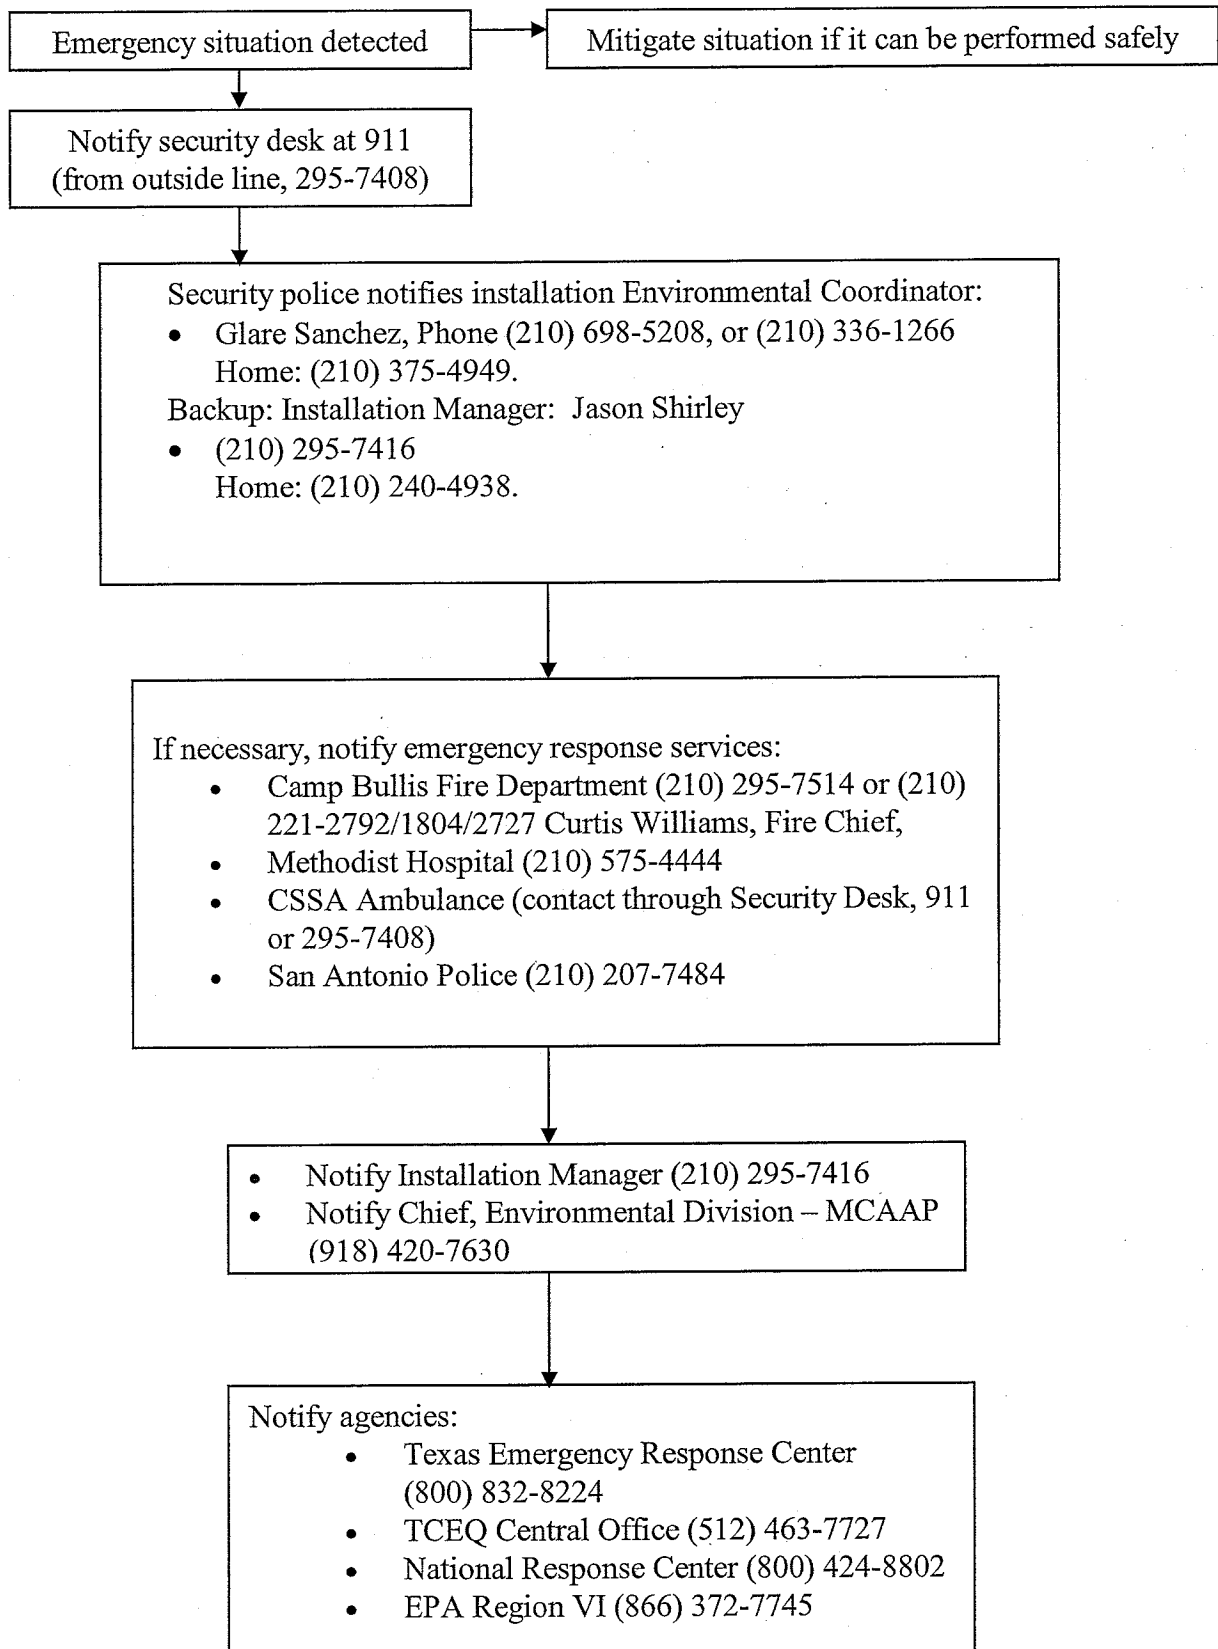 Emergency situation detected
Mitigate situation if it can be performed safely
Notify security desk at 911
(from outside line, 295-7408)
Security police notifies installation Environmental Coordinator:
• Glare Sanchez, Phone (210) 698-5208, or (210) 336-1266
Home: (210) 375-4949.
Backup: Installation Manager: Jason Shirley
• (210) 295-7416
Home: (210) 240-4938.
If necessary, notify emergency response services:
• Camp Bullis Fire Department (210) 295-7514 or (210)
221-2792/1804/2727 Curtis Williams, Fire Chief,
• Methodist Hospital (210) 575-4444
• CSSA Ambulance (contact through Security Desk, 911
or 295-7408)
• San Antonio Police (210) 207-7484
• Notify Installation Manager (210) 295-7416
• Notify Chief, Environmental Division – MCAAP
(918) 420-7630
Notify agencies:
• Texas Emergency Response Center
(800) 832-8224
• TCEQ Central Office (512) 463-7727
• National Response Center (800) 424-8802
• EPA Region VI (866) 372-7745